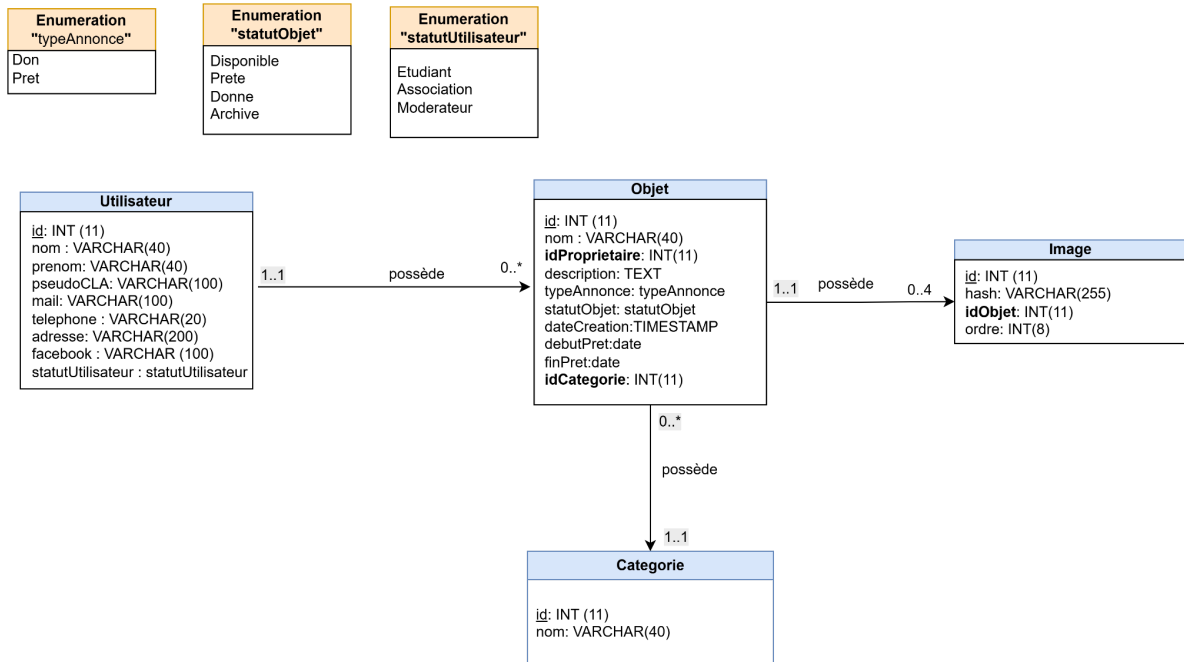 Enumeration
"typeAnnonce"
Don
Pret
Enumeration
"statutObjet"
Disponible
Prete
Donne
Archive
Enumeration
"statutUtilisateur"
Etudiant
Association
Moderateur
Utilisateur
id: INT (11)
nom : VARCHAR(40)
prenom: VARCHAR(40)
pseudoCLA: VARCHAR(100)
mail: VARCHAR(100)
telephone : VARCHAR(20)
adresse: VARCHAR(200)
facebook : VARCHAR (100)
statutUtilisateur : statutUtilisateur
1..1
possède
0..*
Objet
id: INT (11)
nom : VARCHAR(40)
idProprietaire: INT(11)
description: TEXT
typeAnnonce: typeAnnonce
statutObjet: statutObjet
dateCreation:TIMESTAMP
debutPret:date
finPret:date
idCategorie: INT(11)
1..1
possède
0..4
Image
id: INT (11)
hash: VARCHAR(255)
idObjet: INT(11)
ordre: INT(8)
0..*
possède
1..1
Categorie
id: INT (11)
nom: VARCHAR(40)